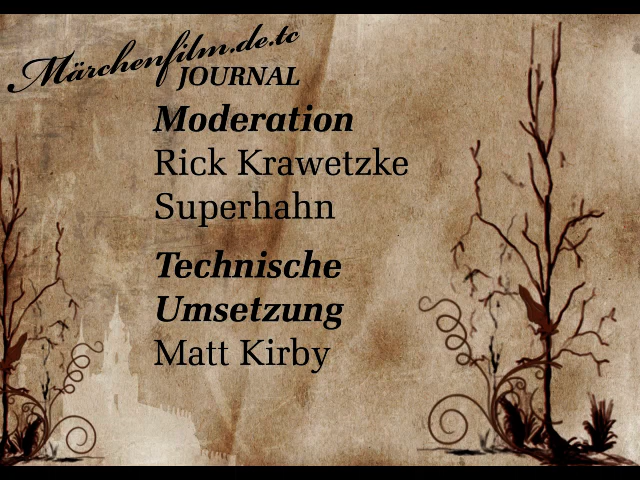 Märchenfilm.de.tc
JOURNAL
Moderation
Rick Krawetzke
Superhahn
Technische
Umsetzung
Matt Kirby